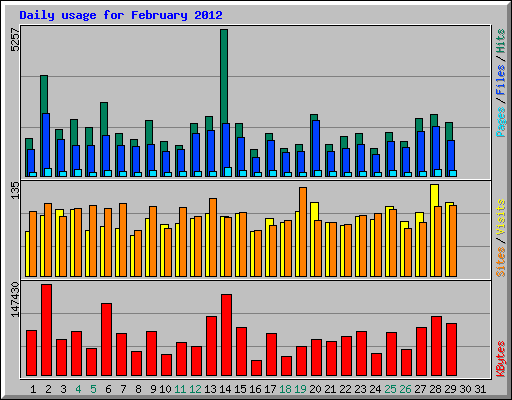 Daily usage for February 2012
5257
Pages / Files / Hits
135
Sites / Visits
147430
KBytes
1 2 3 4 5 6 7 8 9 10 11 12 13 14 15 16 17 18 19 20 21 22 23 24 25 26 27 28 29 30 31